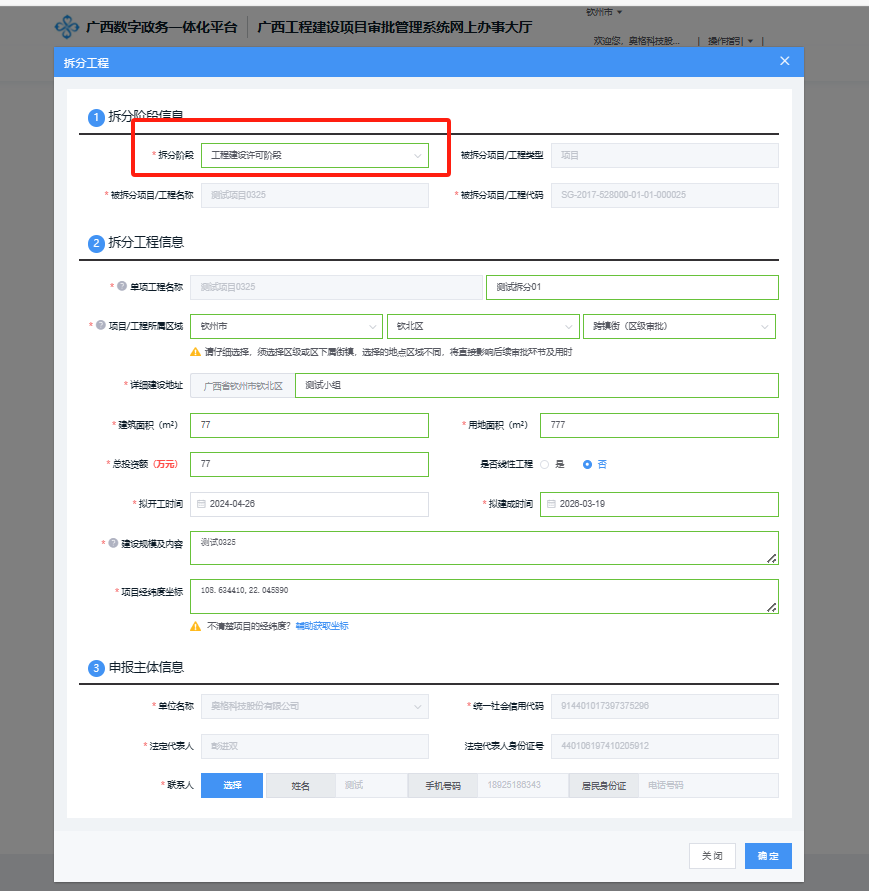 钦州市
广西数字政务一体化平台 广西工程建设项目审批管理系统网上办事大厅
欢迎您，奥格科技股... | 操作指引 |
拆分工程
1 拆分阶段信息
* 拆分阶段 工程建设许可阶段 被拆分项目/工程类型 项目
* 被拆分项目/工程名称 测试项目0325 * 被拆分项目/工程代码 SG-2017-528000-01-01-000025
2 拆分工程信息
* ? 单项工程名称 测试项目0325 测试拆分01
* ? 项目/工程所属区域 钦州市 钦北区 跨镇街（区级审批）
请仔细选择，须选择区级或区下属街镇，选择的地点区域不同，将直接影响后续审批环节及用时
* 详细建设地址 广西省钦州市钦北区 测试小组
* 建筑面积（m²） 77 * 用地面积（m²） 777
* 总投资额（万元） 77 是否线性工程 是 否
* 拟开工时间 2024-04-26 * 拟建成时间 2026-03-19
* ? 建设规模及内容 测试0325
* 项目经纬度坐标 108.634410,22.045890
不清楚项目的经纬度？ 辅助获取坐标
3 申报主体信息
* 单位名称 奥格科技股份有限公司 * 统一社会信用代码 914401017397375296
* 法定代表人 彭进双 法定代表人身份证号 440106197410205912
* 联系人 选择 姓名 测试 手机号码 18925186343 居民身份证 电话号码
关闭 确定